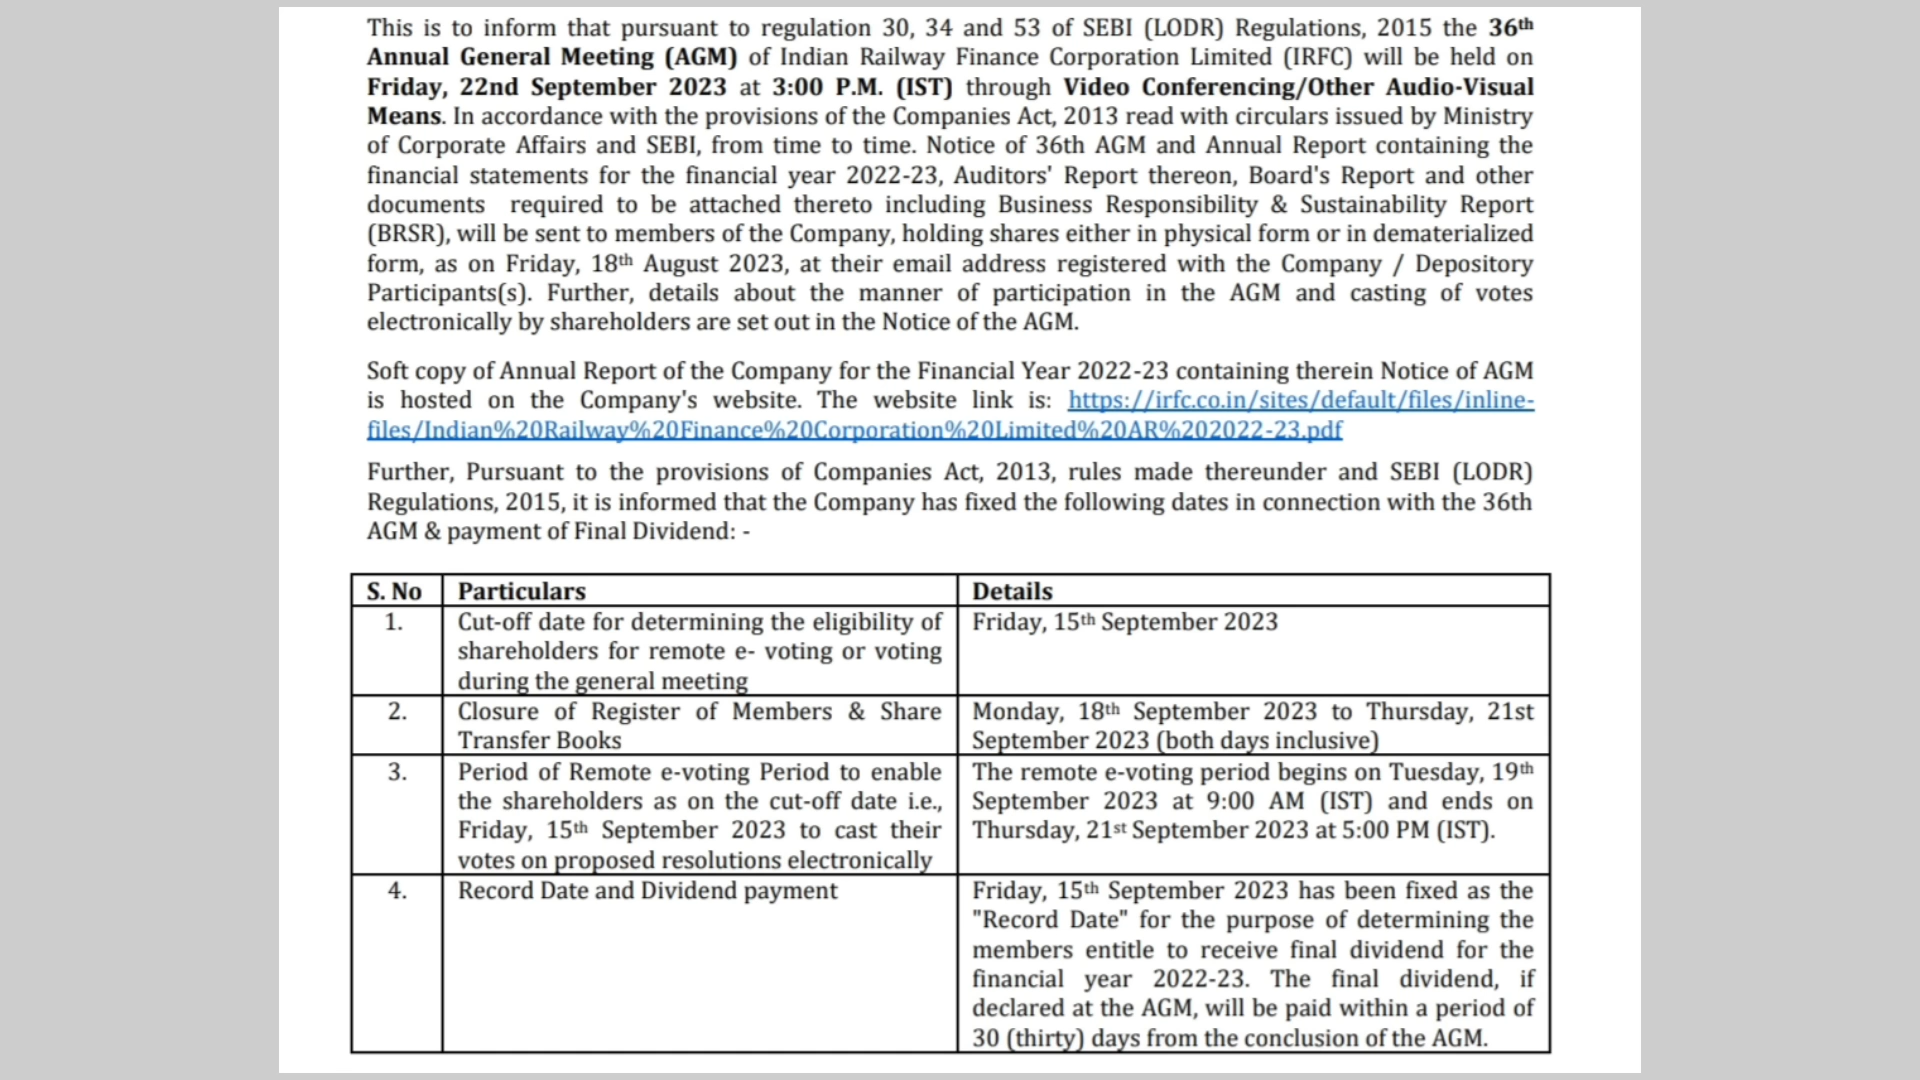 This is to inform that pursuant to regulation 30, 34 and 53 of SEBI (LODR) Regulations, 2015 the 36th
Annual General Meeting (AGM) of Indian Railway Finance Corporation Limited (IRFC) will be held on
Friday, 22nd September 2023 at 3:00 P.M. (IST) through Video Conferencing/Other Audio-Visual
Means. In accordance with the provisions of the Companies Act, 2013 read with circulars issued by Ministry
of Corporate Affairs and SEBI, from time to time. Notice of 36th AGM and Annual Report containing the
financial statements for the financial year 2022-23, Auditors' Report thereon, Board's Report and other
documents required to be attached thereto including Business Responsibility & Sustainability Report
(BRSR), will be sent to members of the Company, holding shares either in physical form or in dematerialized
form, as on Friday, 18th August 2023, at their email address registered with the Company / Depository
Participants(s). Further, details about the manner of participation in the AGM and casting of votes
electronically by shareholders are set out in the Notice of the AGM.
Soft copy of Annual Report of the Company for the Financial Year 2022-23 containing therein Notice of AGM
is hosted on the Company's website. The website link is: https://irfc.co.in/sites/default/files/inline-
files/Indian%20Railway%20Finance%20Corporation%20Limited%20AR%202022-23.pdf
Further, Pursuant to the provisions of Companies Act, 2013, rules made thereunder and SEBI (LODR)
Regulations, 2015, it is informed that the Company has fixed the following dates in connection with the 36th
AGM & payment of Final Dividend: -
S. No Particulars Details
1. Cut-off date for determining the eligibility of Friday, 15th September 2023
shareholders for remote e- voting or voting
during the general meeting
2. Closure of Register of Members & Share Monday, 18th September 2023 to Thursday, 21st
Transfer Books September 2023 (both days inclusive)
3. Period of Remote e-voting Period to enable The remote e-voting period begins on Tuesday, 19th
the shareholders as on the cut-off date i.e., September 2023 at 9:00 AM (IST) and ends on
Friday, 15th September 2023 to cast their Thursday, 21st September 2023 at 5:00 PM (IST).
votes on proposed resolutions electronically
4. Record Date and Dividend payment Friday, 15th September 2023 has been fixed as the
"Record Date" for the purpose of determining the
members entitle to receive final dividend for the
financial year 2022-23. The final dividend, if
declared at the AGM, will be paid within a period of
30 (thirty) days from the conclusion of the AGM.